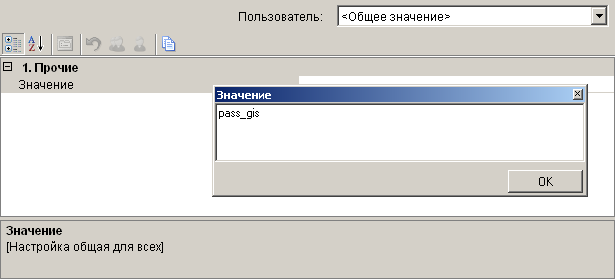 Пользователь: <Общее значение>
1. Прочие
Значение
Значение
pass_gis
OK
Значение
[Настройка общая для всех]